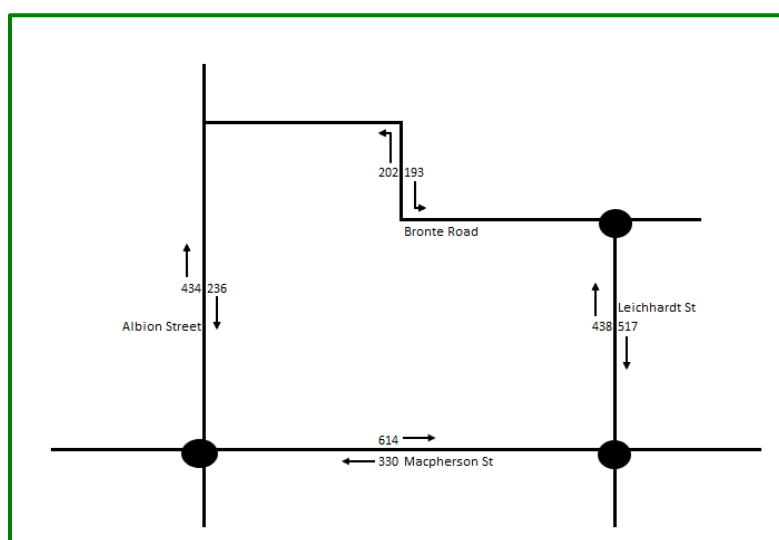 202 193
Bronte Road
434 236
Leichhardt St
Albion Street
438 517
614
330 Macpherson St